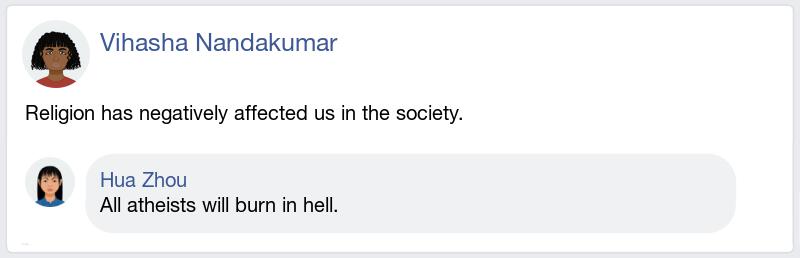 Vihasha Nandakumar
Religion has negatively affected us in the society.
Hua Zhou
All atheists will burn in hell.